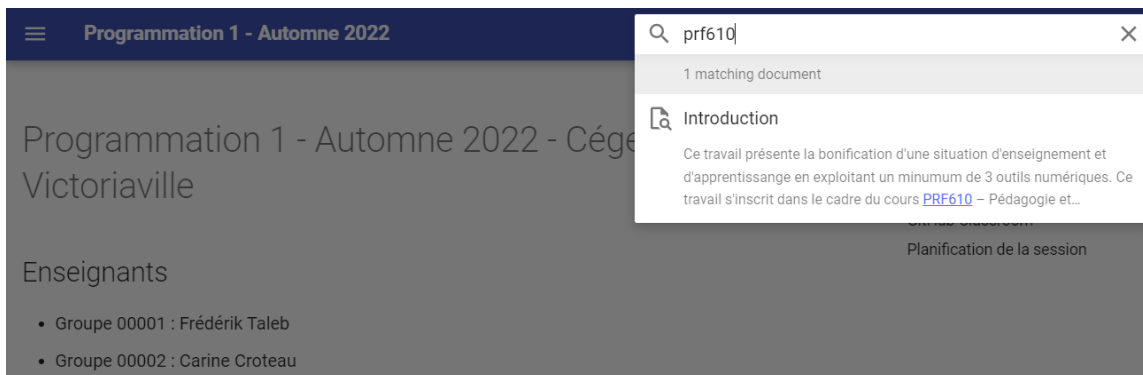 Programmation 1 - Automne 2022
prf610
1 matching document
Introduction
Ce travail présente la bonification d'une situation d'enseignement et
d'apprentissange en exploitant un minumum de 3 outils numériques. Ce
travail s'inscrit dans le cadre du cours PRF610 – Pédagogie et...
Programmation 1 - Automne 2022 - Cége
Victoriaville
GitHub Classroom
Planification de la session
Enseignants
• Groupe 00001 : Frédérik Taleb
• Groupe 00002 : Carine Croteau